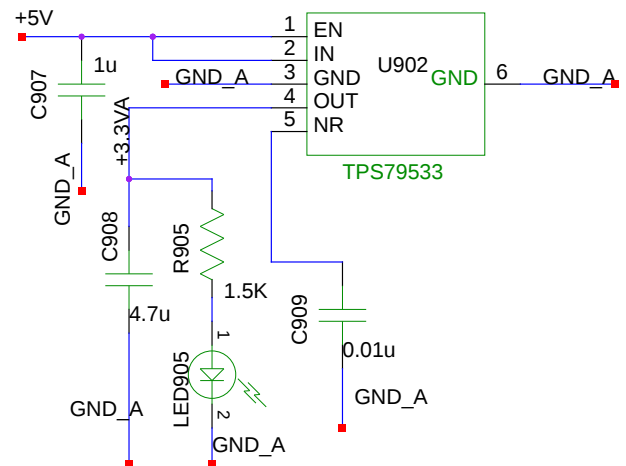 +5V
1 EN
2 IN
3 GND
4 OUT
5 NR
U902
GND 6
GND_A
GND_A
TPS79533
1u
C907
GND_A
+3.3VA
C908
4.7u
GND_A
R905
1.5K
1
LED905
2
GND_A
C909
0.01u
GND_A